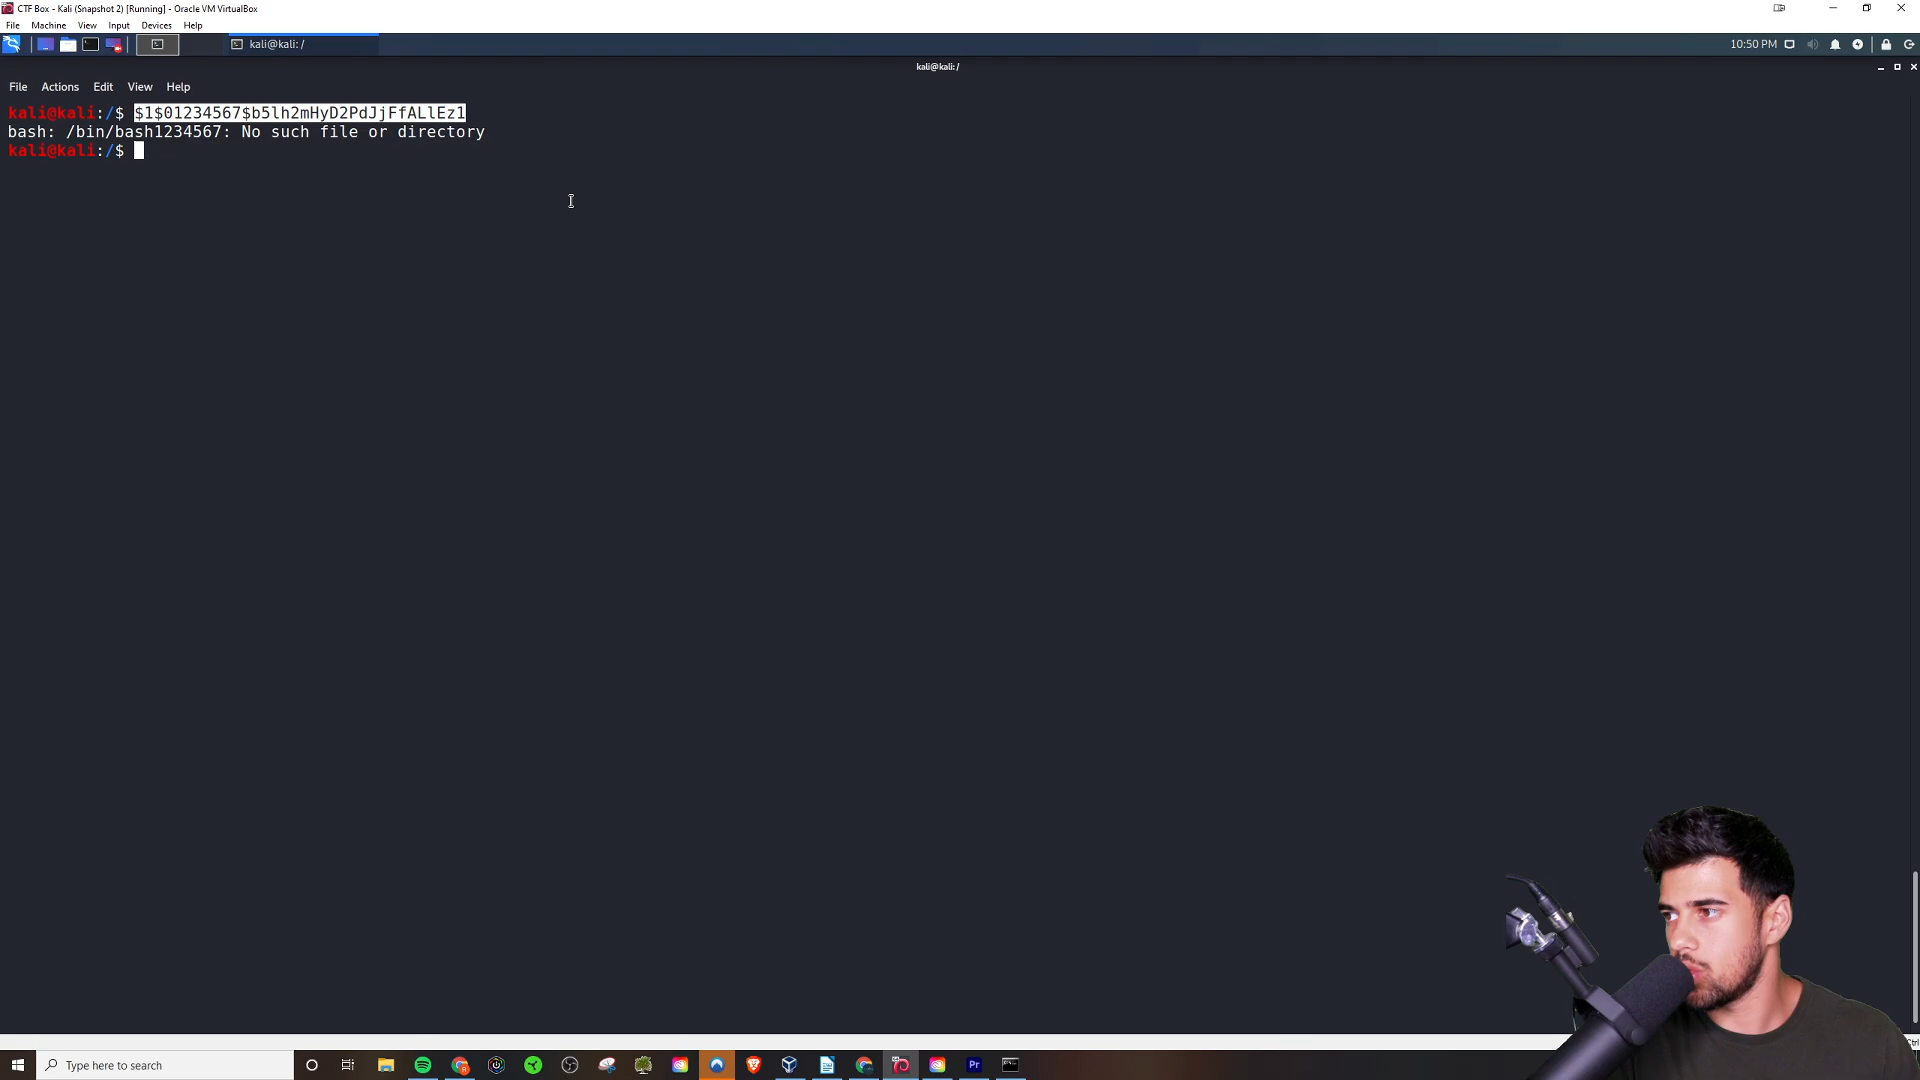 CTF Box - Kali (Snapshot 2) [Running] - Oracle VM VirtualBox
File Machine View Input Devices Help
kali@kali: /
10:50 PM
kali@kali: /
File Actions Edit View Help
kali@kali:/$ $1$01234567$b5lh2mHyD2PdJjFfALlEz1
bash: /bin/bash1234567: No such file or directory
kali@kali:/$
Type here to search
Pr